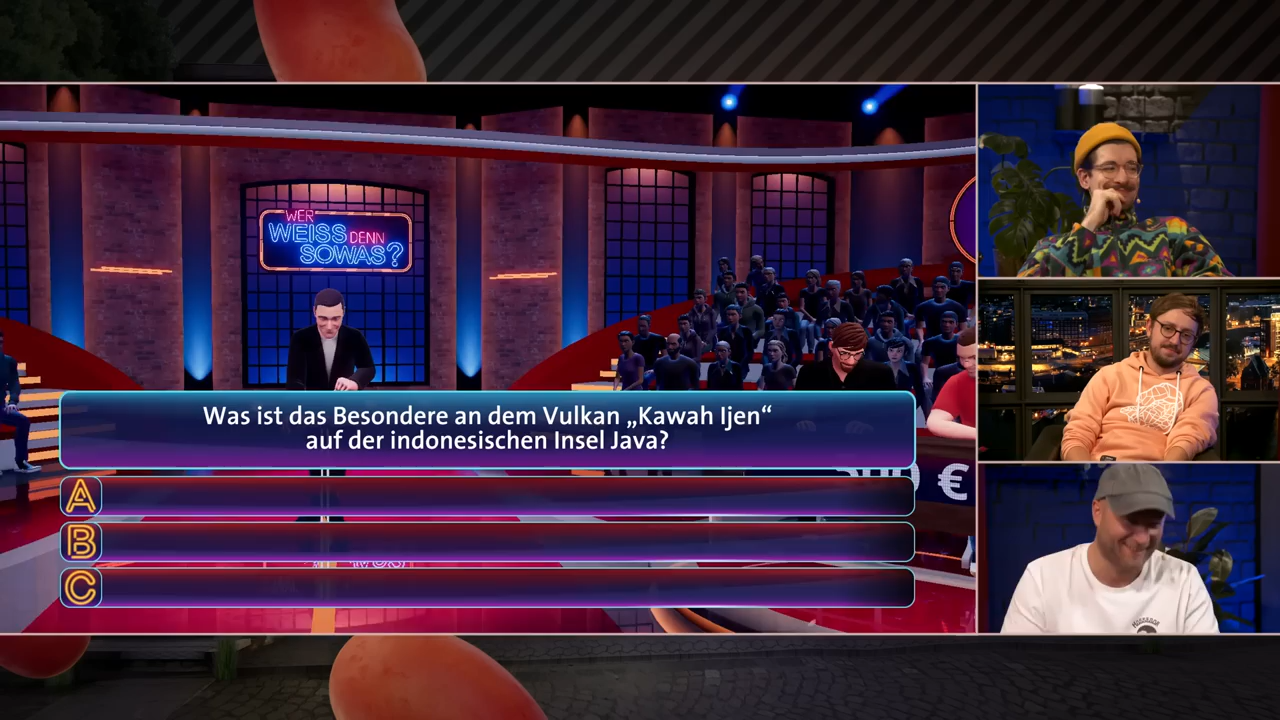 WER
WEISS DENN
SOWAS?
Was ist das Besondere an dem Vulkan „Kawah Ijen“
auf der indonesischen Insel Java?
€
A
B
C